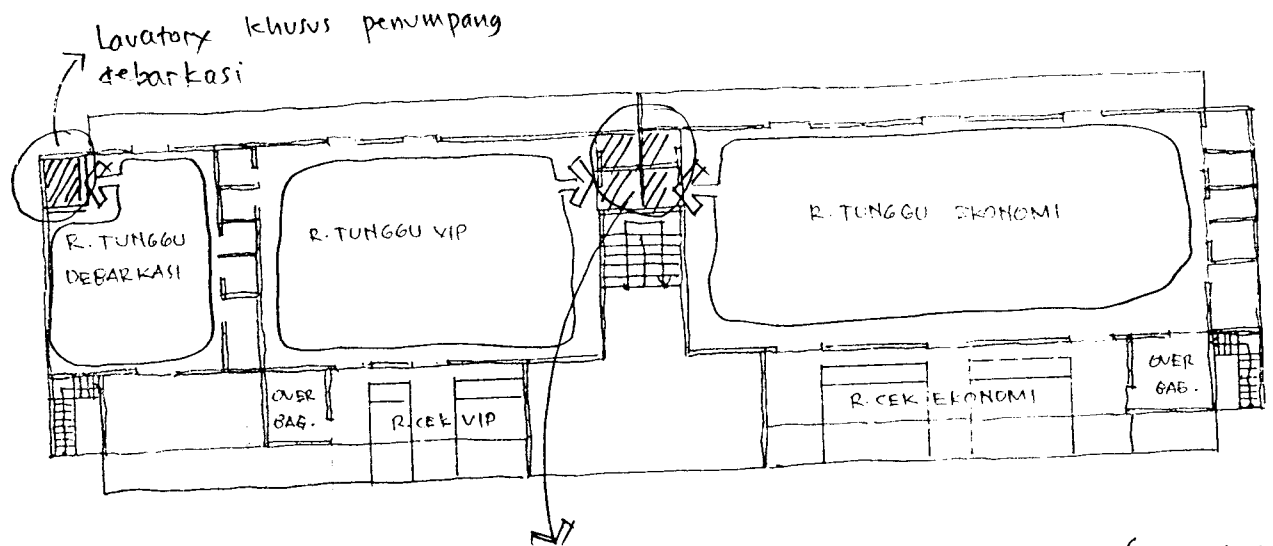 Lavatory khusus penumpang
debarkasi
R. TUNGGU
DEBARKASI
R. TUNGGU VIP
R. TUNGGU EKONOMI
OVER
BAG.
R. CEK VIP
R. CEK EKONOMI
OVER
BAG.